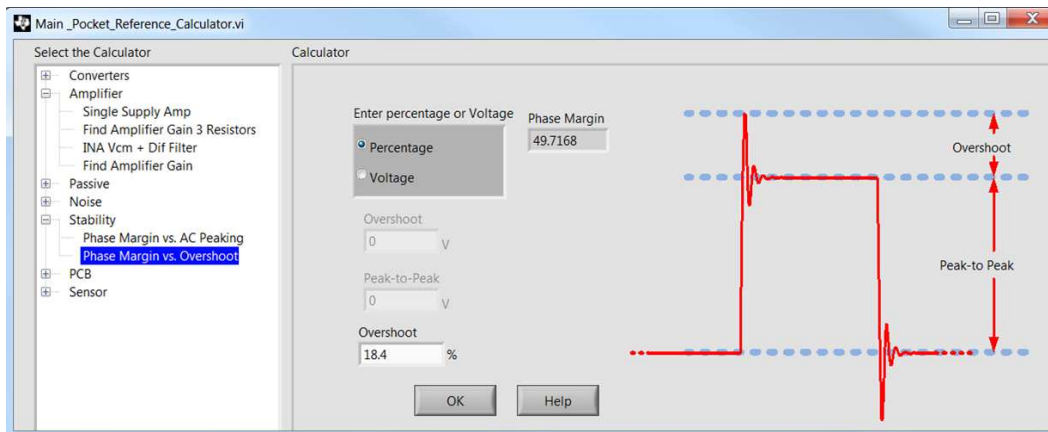 Main _Pocket_Reference_Calculator.vi
Select the Calculator
Calculator
Converters
Amplifier
Single Supply Amp
Find Amplifier Gain 3 Resistors
INA Vcm + Dif Filter
Find Amplifier Gain
Passive
Noise
Stability
Phase Margin vs. AC Peaking
Phase Margin vs. Overshoot
PCB
Sensor
Enter percentage or Voltage
Percentage
Voltage
Phase Margin
49.7168
Overshoot
0 V
Peak-to-Peak
0 V
Overshoot
18.4 %
OK
Help
Overshoot
Peak-to Peak